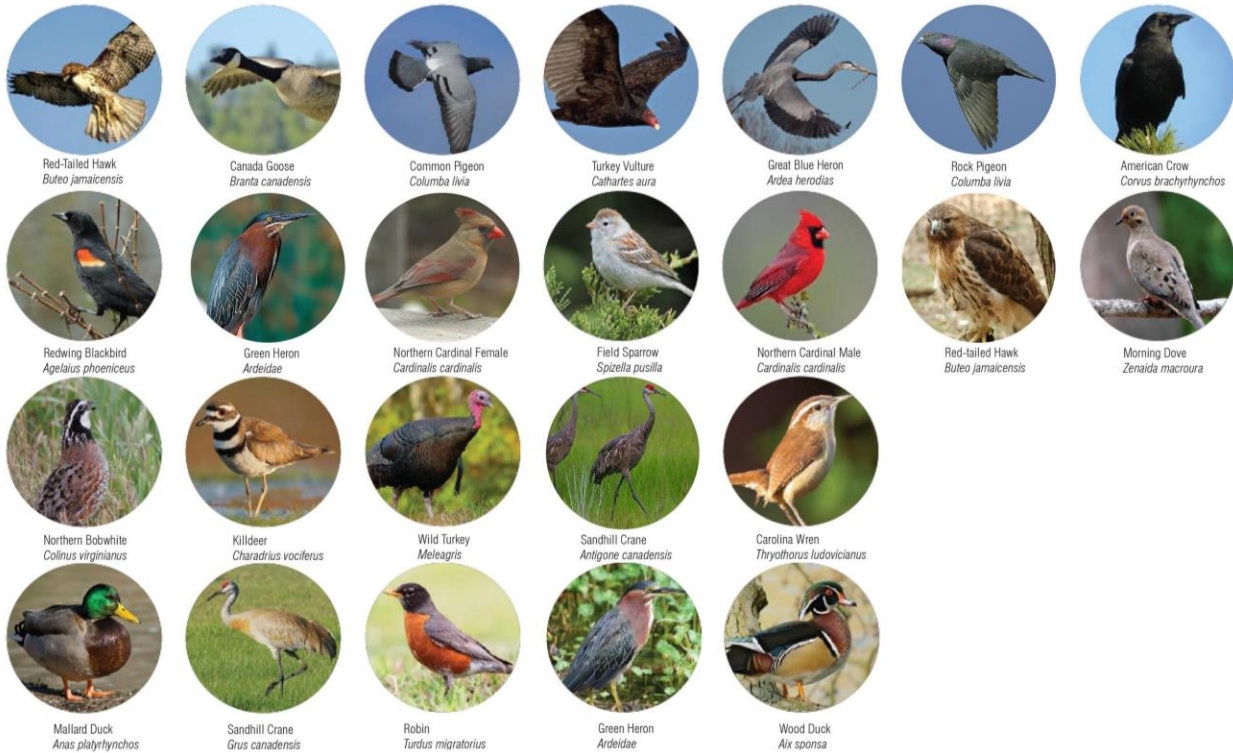 Red-Tailed Hawk
Buteo jamaicensis
Canada Goose
Branta canadensis
Common Pigeon
Columba livia
Turkey Vulture
Cathartes aura
Great Blue Heron
Ardea herodias
Rock Pigeon
Columba livia
American Crow
Corvus brachyrhynchos
Redwing Blackbird
Agelaius phoeniceus
Green Heron
Ardeidae
Northern Cardinal Female
Cardinalis cardinalis
Field Sparrow
Spizella pusilla
Northern Cardinal Male
Cardinalis cardinalis
Red-tailed Hawk
Buteo jamaicensis
Morning Dove
Zenaida macroura
Northern Bobwhite
Colinus virginianus
Killdeer
Charadrius vociferus
Wild Turkey
Meleagris
Sandhill Crane
Antigone canadensis
Carolina Wren
Thryothorus ludovicianus
Mallard Duck
Anas platyrhynchos
Sandhill Crane
Grus canadensis
Robin
Turdus migratorius
Green Heron
Ardeidae
Wood Duck
Aix sponsa